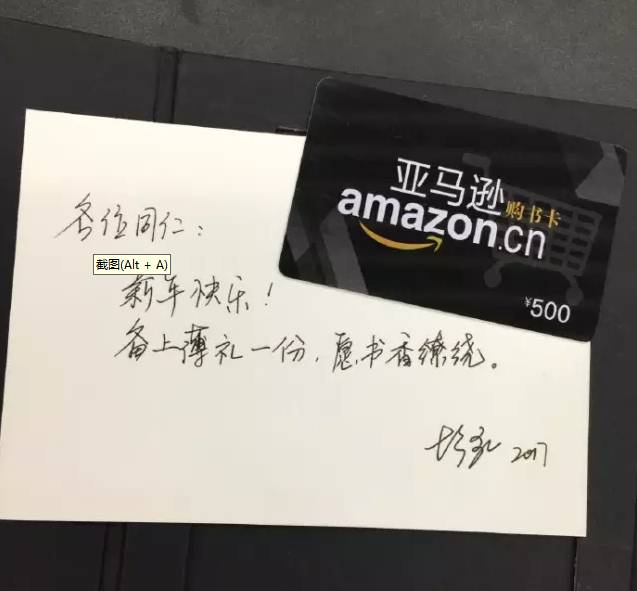 亚马逊购书卡
amazon.cn
¥500
各位同仁：
截图(Alt + A)
新年快乐！
备上薄礼一份，愿书香缭绕。
2017